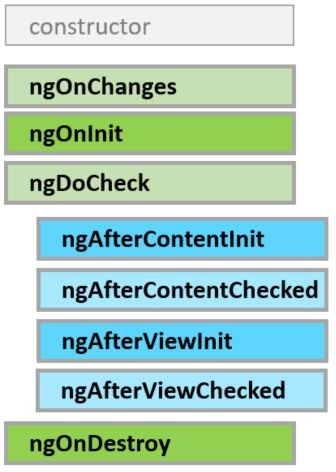 constructor
ngOnChanges
ngOnInit
ngDoCheck
ngAfterContentInit
ngAfterContentChecked
ngAfterViewInit
ngAfterViewChecked
ngOnDestroy